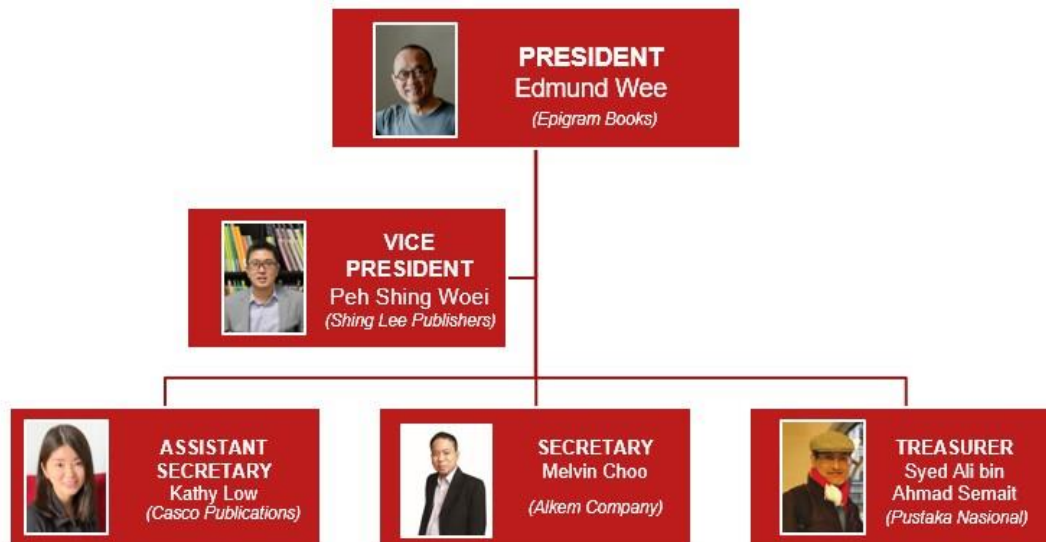 PRESIDENT
Edmund Wee
(Epigram Books)
VICE
PRESIDENT
Peh Shing Woei
(Shing Lee Publishers)
ASSISTANT
SECRETARY
Kathy Low
(Casco Publications)
SECRETARY
Melvin Choo
(Alkem Company)
TREASURER
Syed Ali bin
Ahmad Semait
(Pustaka Nasional)